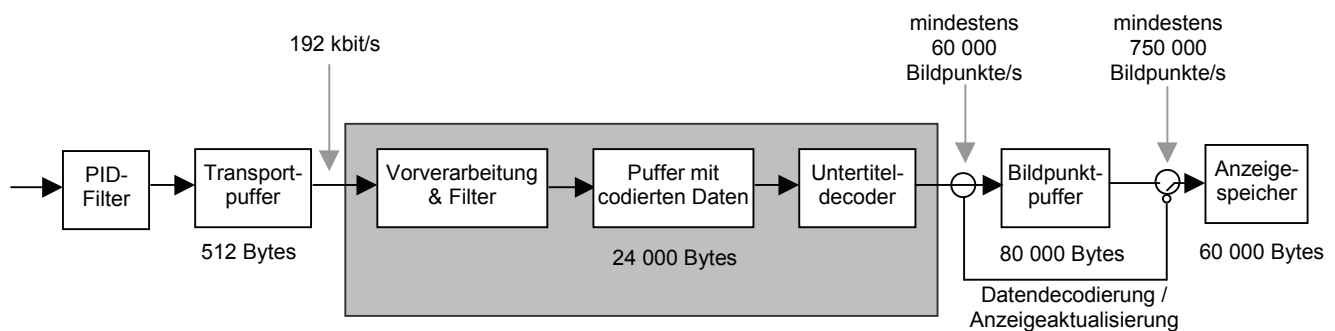 192 kbit/s
mindestens
60 000
Bildpunkte/s
mindestens
750 000
Bildpunkte/s
PID-
Filter
Transport-
puffer
Vorverarbeitung
& Filter
Puffer mit
codierten Daten
Untertitel-
decoder
Bildpunkt-
puffer
Anzeige-
speicher
512 Bytes
24 000 Bytes
80 000 Bytes
60 000 Bytes
Datendecodierung /
Anzeigeaktualisierung